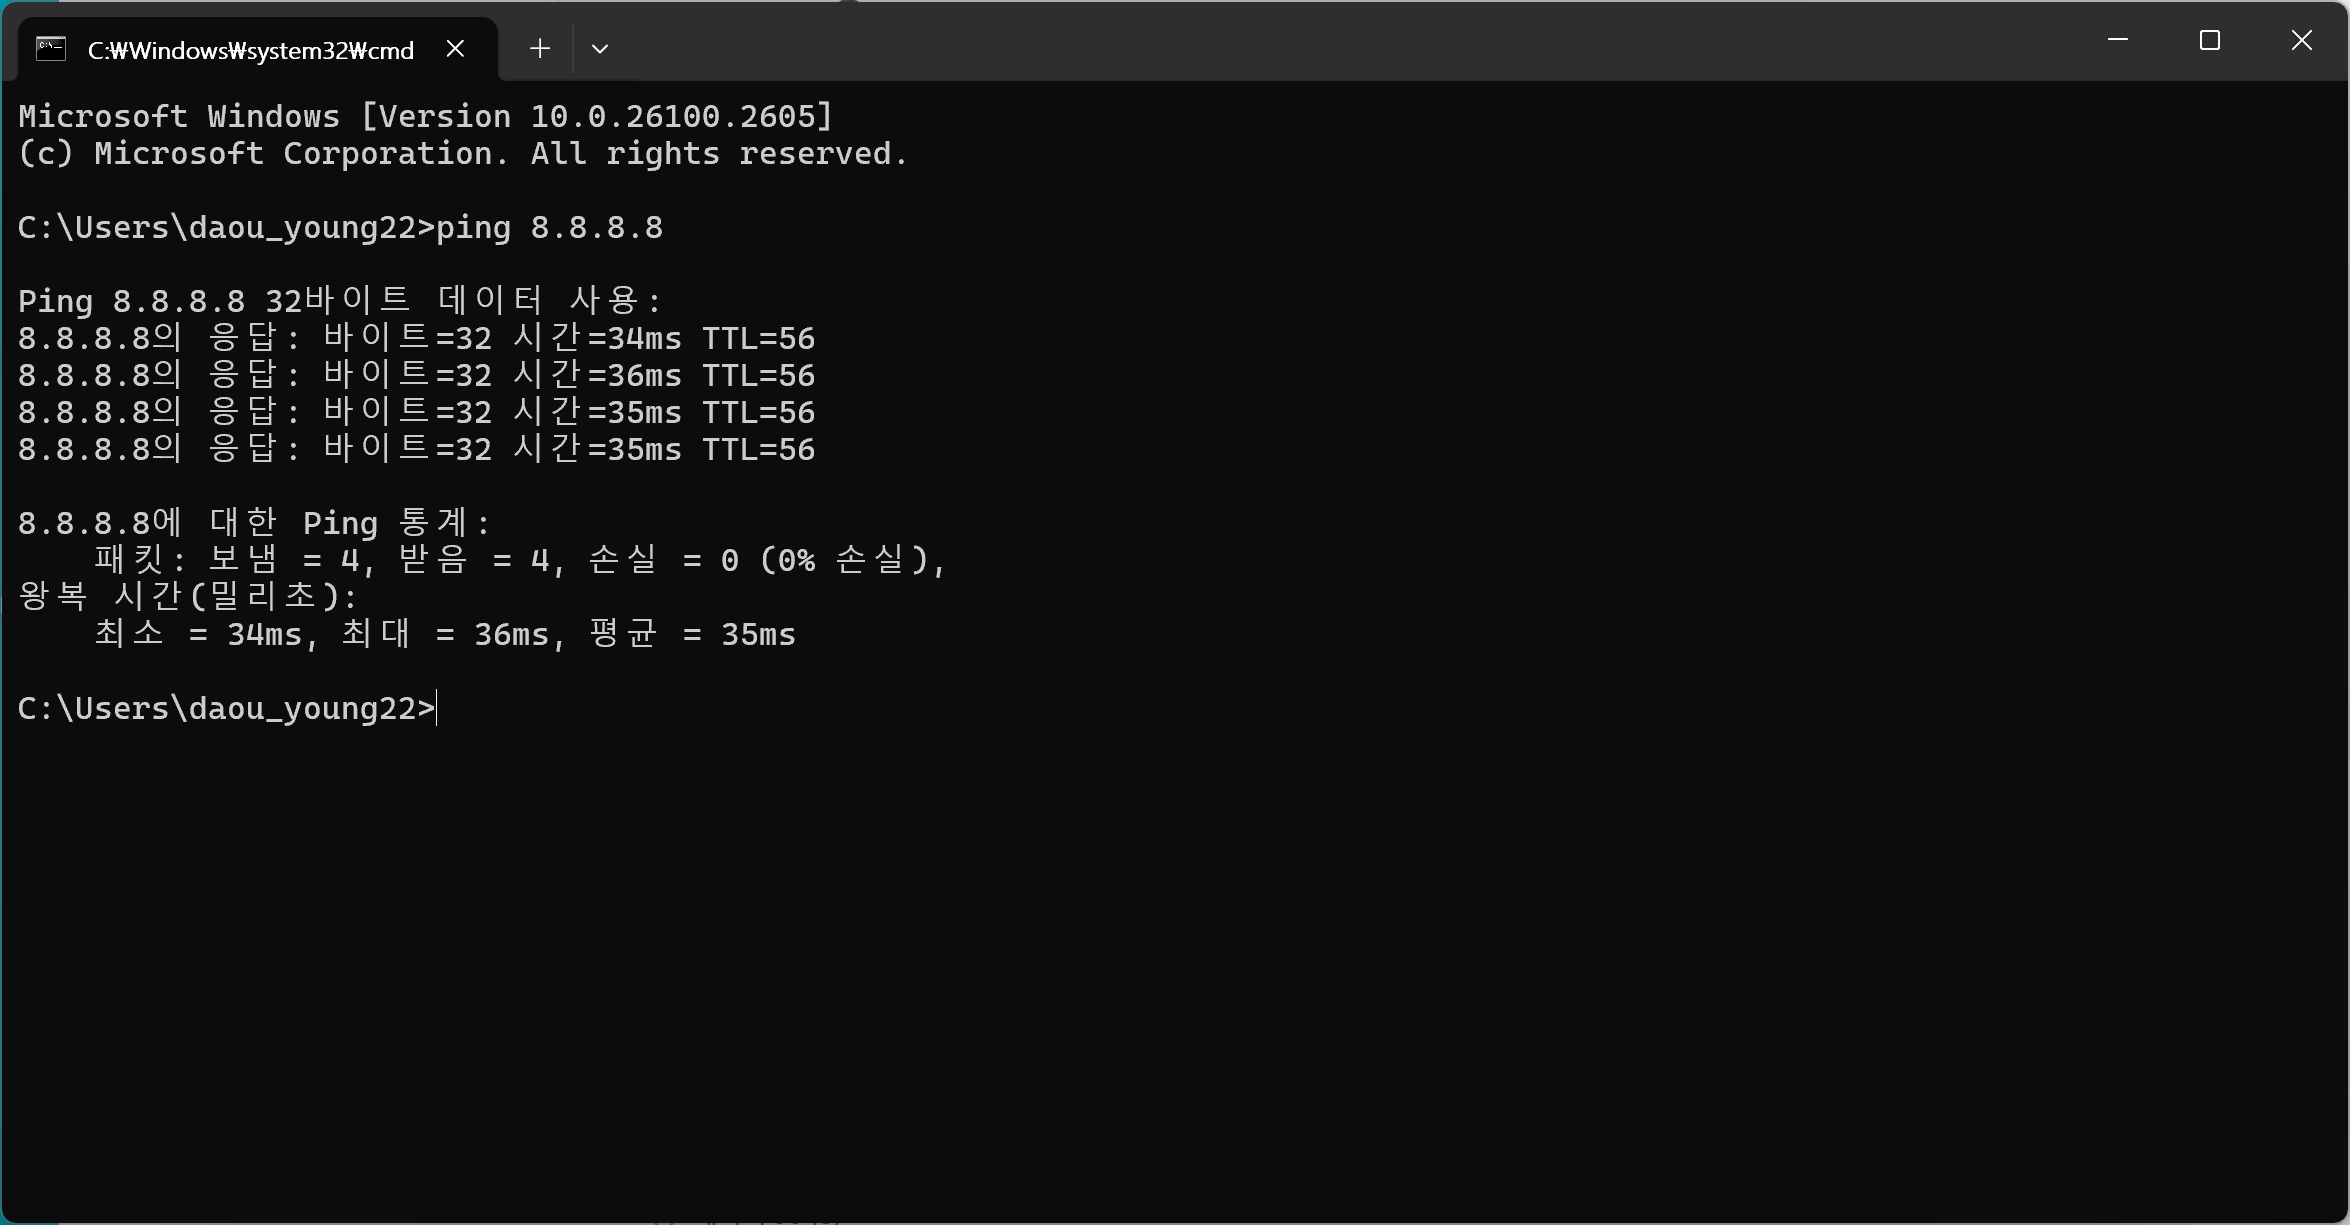 C:₩Windows₩system32₩cmd
Microsoft Windows [Version 10.0.26100.2605]
(c) Microsoft Corporation. All rights reserved.
C:\Users\daou_young22>ping 8.8.8.8
Ping 8.8.8.8 32바이트 데이터 사용:
8.8.8.8의 응답: 바이트=32 시간=34ms TTL=56
8.8.8.8의 응답: 바이트=32 시간=36ms TTL=56
8.8.8.8의 응답: 바이트=32 시간=35ms TTL=56
8.8.8.8의 응답: 바이트=32 시간=35ms TTL=56
8.8.8.8에 대한 Ping 통계:
    패킷: 보냄 = 4, 받음 = 4, 손실 = 0 (0% 손실),
왕복 시간(밀리초):
    최소 = 34ms, 최대 = 36ms, 평균 = 35ms
C:\Users\daou_young22>